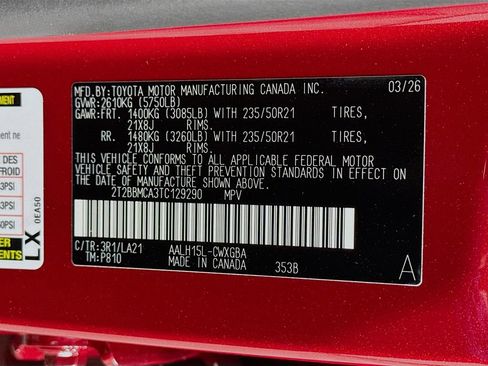 MFD.BY:TOYOTA MOTOR MANUFACTURING CANADA INC. 03/26
GVWR:2610KG (5750LB)
GAWR:FRT. 1400KG (3085LB) WITH 235/50R21 TIRES,
21X8J RIMS.
RR. 1480KG (3260LB) WITH 235/50R21 TIRES,
21X8J RIMS.
THIS VEHICLE CONFORMS TO ALL APPLICABLE FEDERAL MOTOR
VEHICLE SAFETY AND THEFT PREVENTION STANDARDS IN EFFECT ON
THE DATE OF MANUFACTURE SHOWN ABOVE.
2T2BBMCA3TC129290 MPV
C/TR:3R1/LA21 AALH15L-CWXGBA
TM:P810 MADE IN CANADA 353B A
LX 0EA50